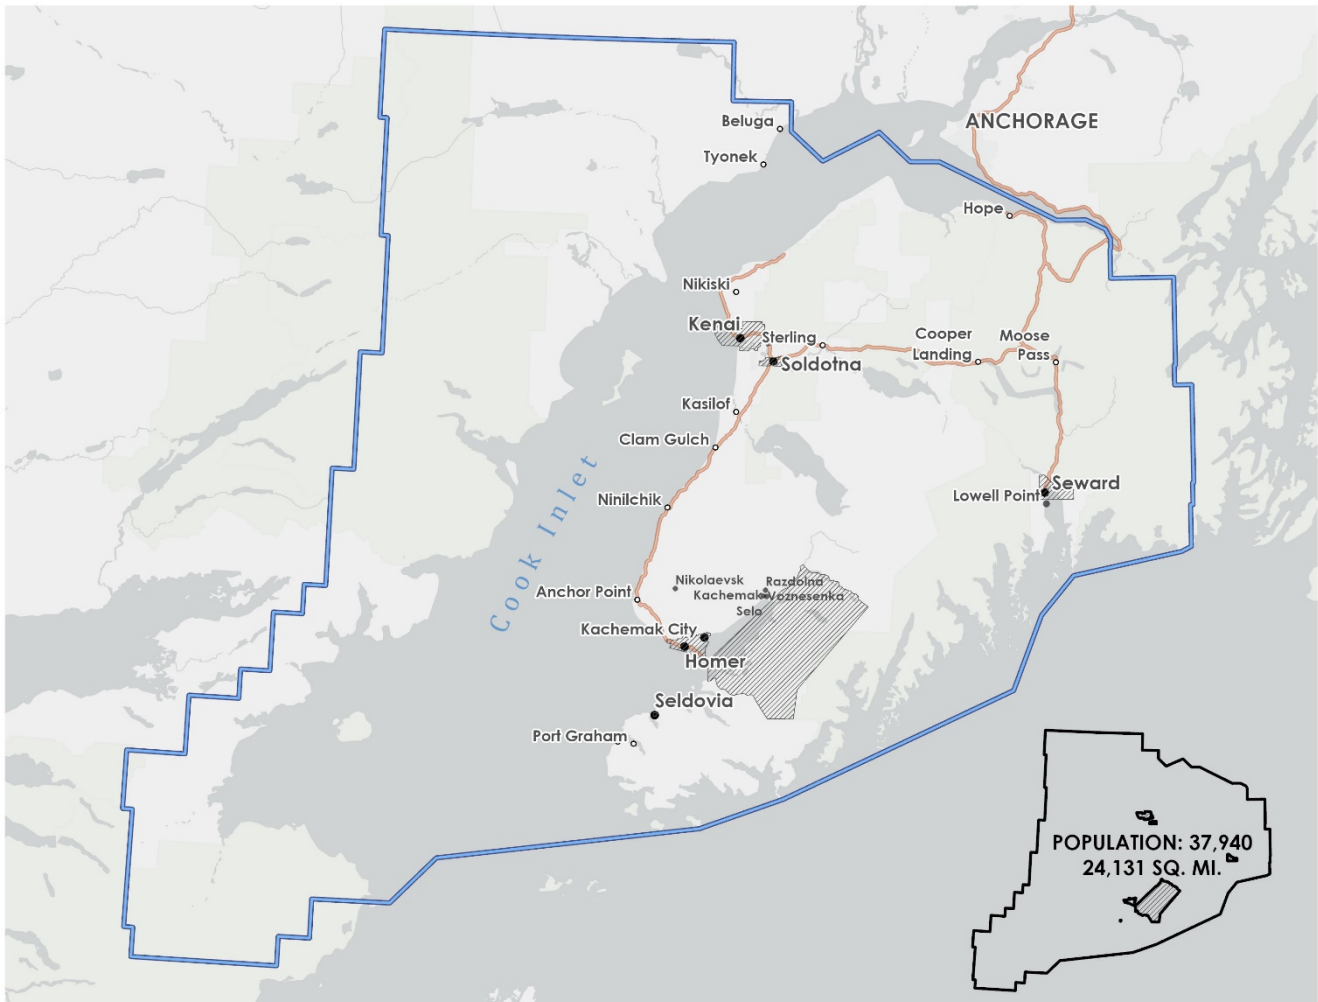 ANCHORAGE
Beluga
Tyonek
Hope
Nikiski
Kenai
Sterling
Cooper
Landing
Moose
Pass
Soldotna
Kasilof
Clam Gulch
Cook Inlet
Seward
Lowell Point
Ninilchik
Nikolaevsk
Razdolna
Kachemak
Selo
Voznesenka
Anchor Point
Kachemak City
Homer
Seldovia
Port Graham
POPULATION: 37,940
24,131 SQ. MI.